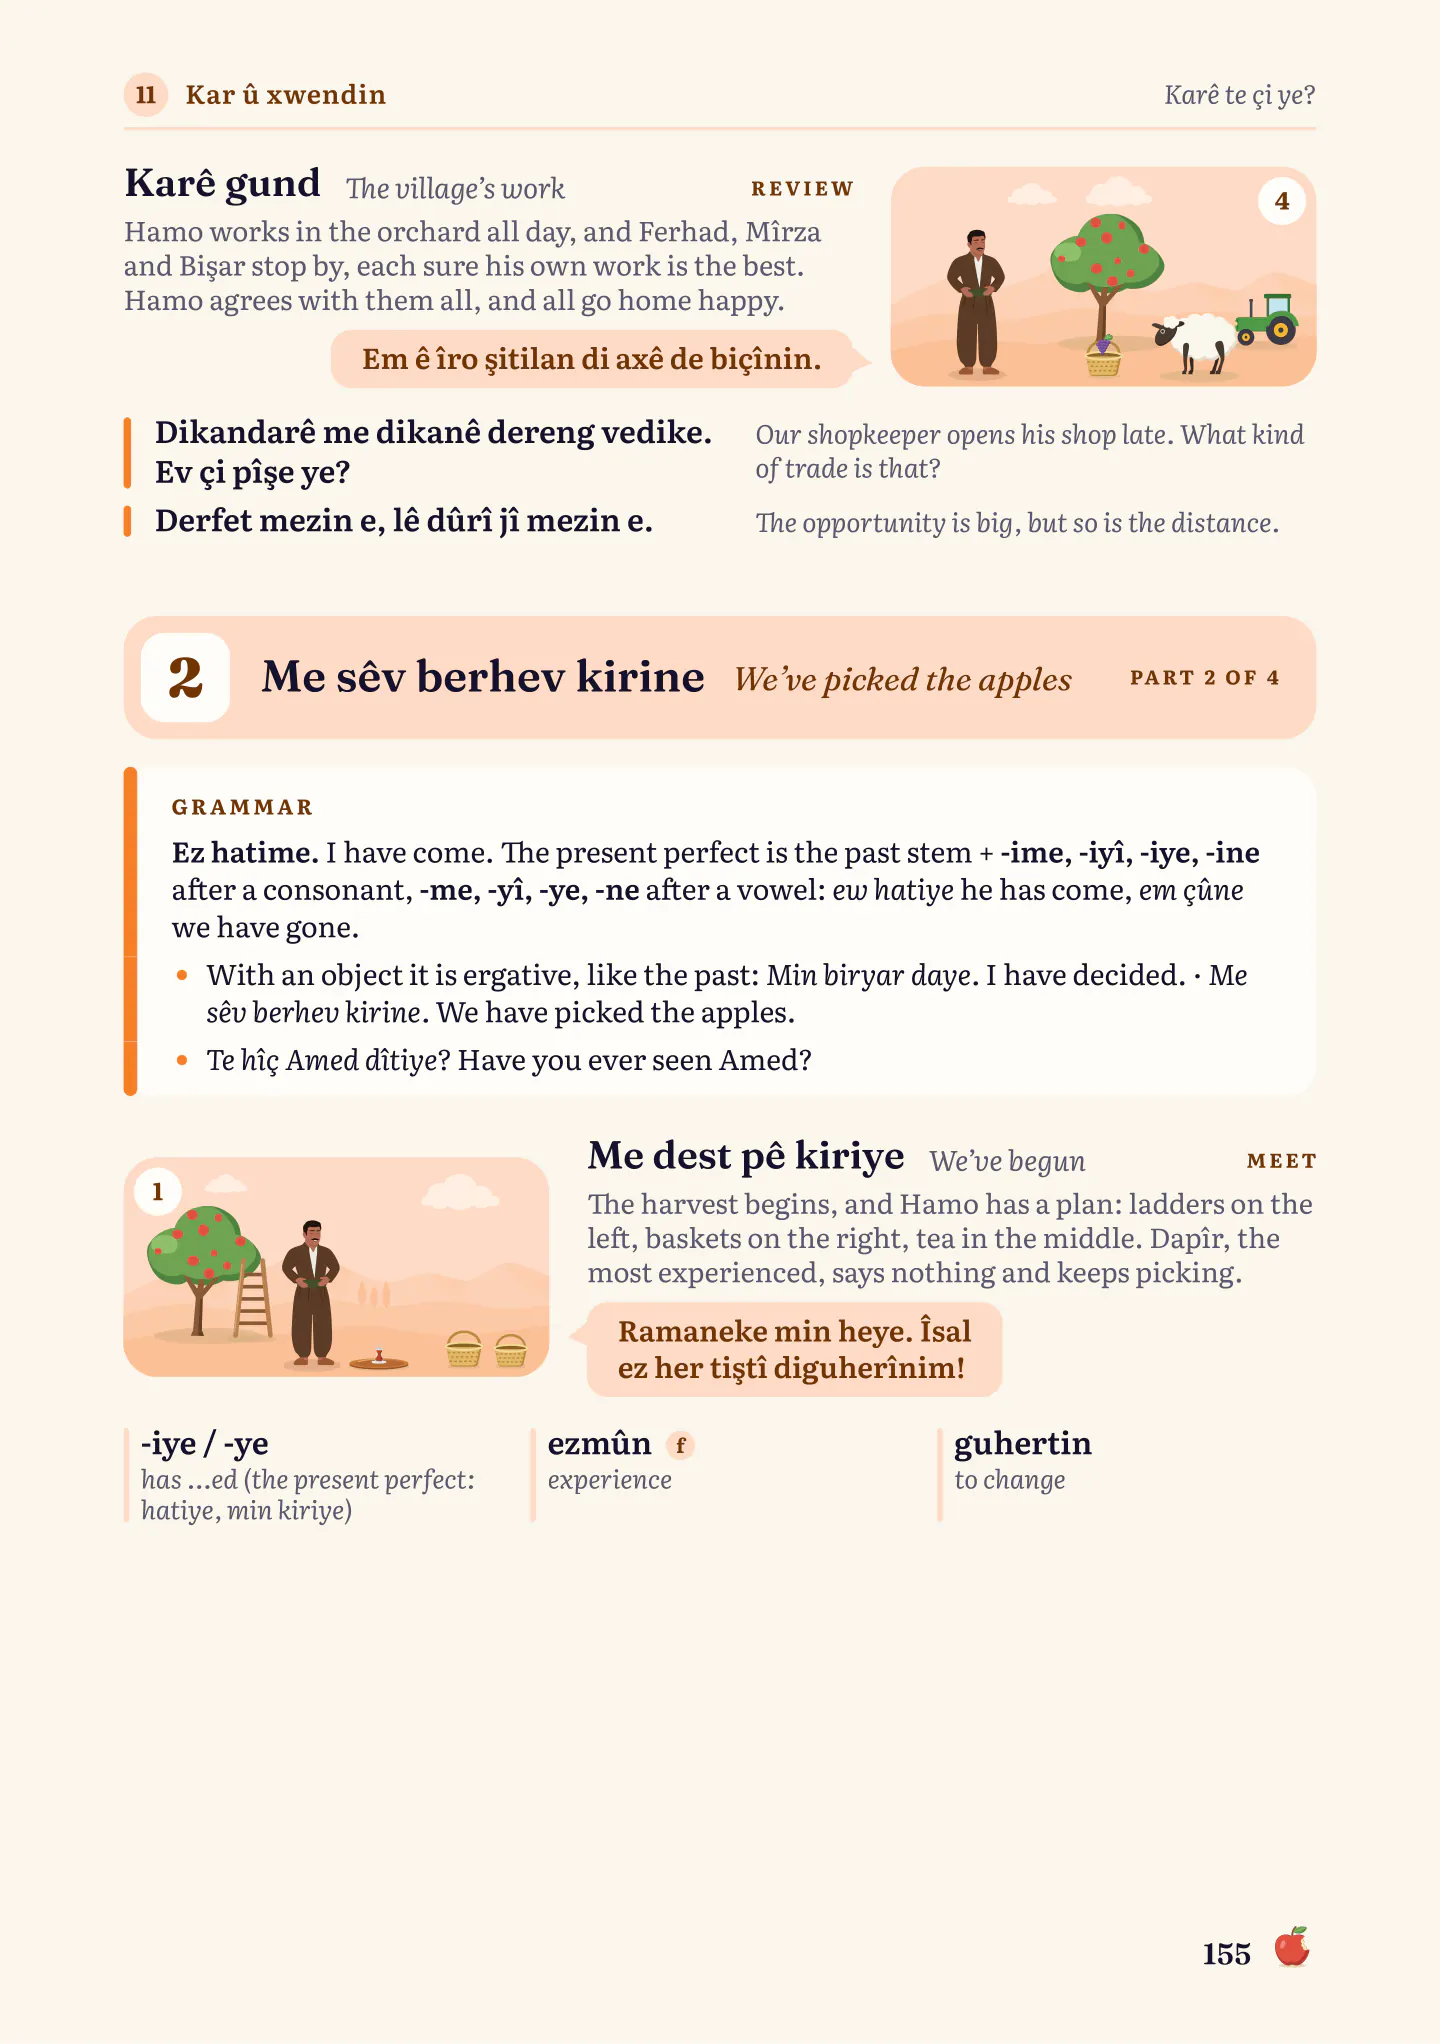 11 Kar û xwendin
Karê te çi ye?
Karê gund The village's work REVIEW
Hamo works in the orchard all day, and Ferhad, Mîrza
and Bişar stop by, each sure his own work is the best.
Hamo agrees with them all, and all go home happy.
Em ê îro şitilan di axê de biçînin.
4
Dikandarê me dikanê dereng vedike.
Ev çi pîşe ye?
Our shopkeeper opens his shop late. What kind
of trade is that?
Derfet mezin e, lê dûrî jî mezin e.
The opportunity is big, but so is the distance.
2 Me sêv berhev kirine We've picked the apples PART 2 OF 4
GRAMMAR
Ez hatime. I have come. The present perfect is the past stem + -ime, -iyî, -iye, -ine
after a consonant, -me, -yî, -ye, -ne after a vowel: ew hatiye he has come, em çûne
we have gone.
• With an object it is ergative, like the past: Min biryar daye. I have decided. · Me
sêv berhev kirine. We have picked the apples.
• Te hîç Amed dîtiye? Have you ever seen Amed?
1
Me dest pê kiriye We've begun MEET
The harvest begins, and Hamo has a plan: ladders on the
left, baskets on the right, tea in the middle. Dapîr, the
most experienced, says nothing and keeps picking.
Ramaneke min heye. Îsal
ez her tiştî diguherînim!
-iye / -ye
has …ed (the present perfect:
hatiye, min kiriye)
ezmûn f
experience
guhertin
to change
155